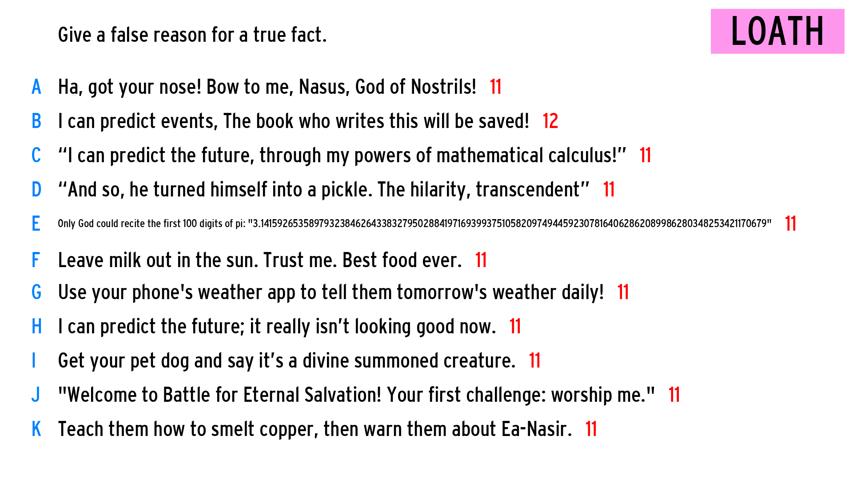 Give a false reason for a true fact.
LOATH
A Ha, got your nose! Bow to me, Nasus, God of Nostrils! 11
B I can predict events, The book who writes this will be saved! 12
C “I can predict the future, through my powers of mathematical calculus!” 11
D “And so, he turned himself into a pickle. The hilarity, transcendent” 11
E Only God could recite the first 100 digits of pi: "3.1415926535897932384626433832795028841971693993751058209749445923078164062862089986280348253421170679" 11
F Leave milk out in the sun. Trust me. Best food ever. 11
G Use your phone's weather app to tell them tomorrow's weather daily! 11
H I can predict the future; it really isn’t looking good now. 11
I Get your pet dog and say it’s a divine summoned creature. 11
J "Welcome to Battle for Eternal Salvation! Your first challenge: worship me." 11
K Teach them how to smelt copper, then warn them about Ea-Nasir. 11